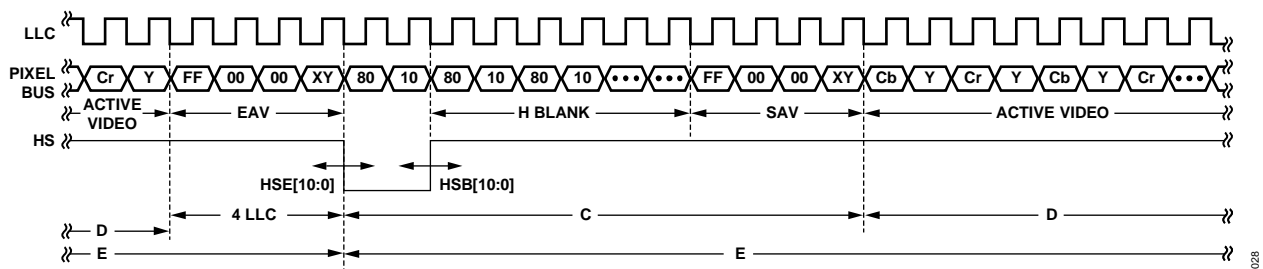 LLC
PIXEL BUS Cr Y FF 00 00 XY 80 10 80 10 80 10 ••• ••• FF 00 00 XY Cb Y Cr Y Cb Y Cr •••
ACTIVE VIDEO EAV H BLANK SAV ACTIVE VIDEO
HS
HSE[10:0] HSB[10:0]
4 LLC C D
D
E E
028